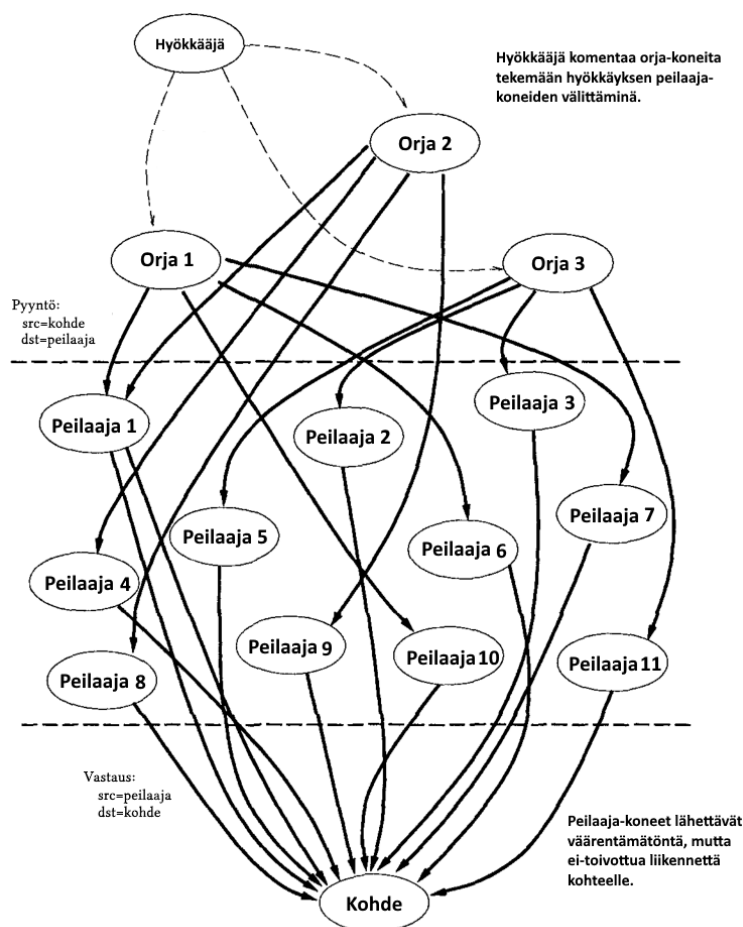 Hyökkääjä
Hyökkääjä komentaa orja-koneita
tekemään hyökkäyksen peilaaja-
koneiden välittäminä.
Orja 2
Orja 1
Orja 3
Pyyntö:
src=kohde
dst=peilaaja
Peilaaja 1
Peilaaja 2
Peilaaja 3
Peilaaja 4
Peilaaja 5
Peilaaja 6
Peilaaja 7
Peilaaja 8
Peilaaja 9
Peilaaja 10
Peilaaja 11
Vastaus:
src=peilaaja
dst=kohde
Peilaaja-koneet lähettävät
väärentämätöntä, mutta
ei-toivottua liikennettä
kohteelle.
Kohde